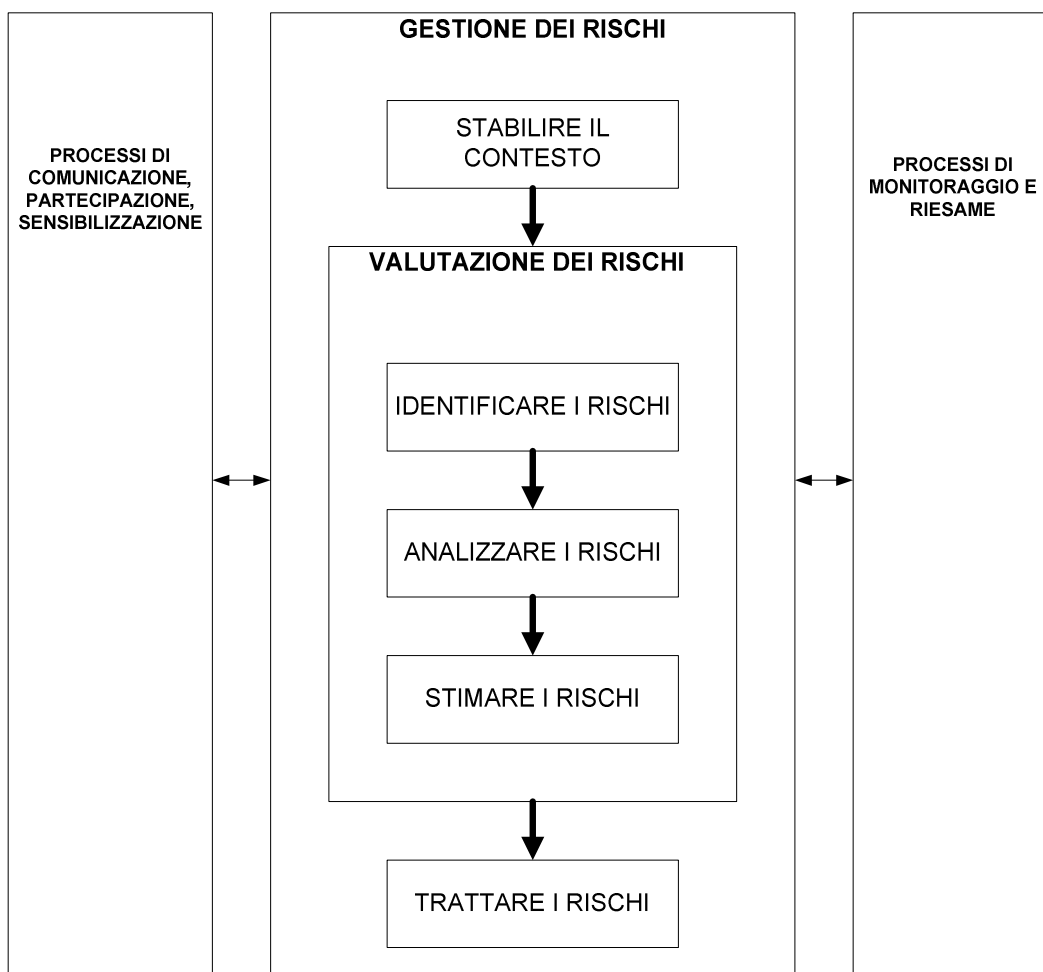 GESTIONE DEI RISCHI
STABILIRE IL
CONTESTO
PROCESSI DI
COMUNICAZIONE,
PARTECIPAZIONE,
SENSIBILIZZAZIONE
PROCESSI DI
MONITORAGGIO E
RIESAME
VALUTAZIONE DEI RISCHI
IDENTIFICARE I RISCHI
ANALIZZARE I RISCHI
STIMARE I RISCHI
TRATTARE I RISCHI